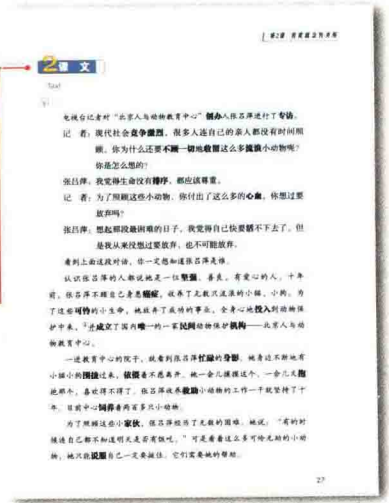 2 课 文
Text
电视台记者对“北京人与动物教育中心”创办人张吕萍进行了专访。
记 者：现代社会竞争激烈，很多人连自己的亲人都没有时间照
顾，你为什么还要不顾一切地收留这么多流浪小动物呢？
你是怎么想的？
张吕萍：我觉得生命没有排序，都应该尊重。
记 者：为了照顾这些小动物，你付出了这么多的心血，你想过要
放弃吗？
张吕萍：想起那段最困难的日子，我觉得自己快要活不下去了。但
是我从来没想过要放弃，也不可能放弃。
看到上面这段对话，你一定想知道张吕萍是谁。
认识张吕萍的人都说她是一位坚强、善良、有爱心的人。十年
前，张吕萍不顾自己身患癌症，收养了无数只流浪的小猫、小狗。为
了这些可怜的小生命，她放弃了成功的事业，全身心地投入到动物保
护中来，并成立了国内唯一的一家民间动物保护机构——北京人与动
物教育中心。
一进教育中心的院子，就看到张吕萍忙碌的身影。她身边不断地有
小猫小狗围拢过来，依偎着不愿离开。她一会儿摸摸这个，一会儿又抱
抱那个，喜欢得不得了。张吕萍收养救助小动物的工作一干就坚持了十
年，目前中心饲养着两百多只小动物。
为了照顾这些小家伙，张吕萍经历了无数的困难。她说：“有的时
候连自己都不知道明天是否有饭吃。”可是看着这么多可怜无助的小动
物，她只能说服自己一定要挺住，它们需要她的帮助。
27